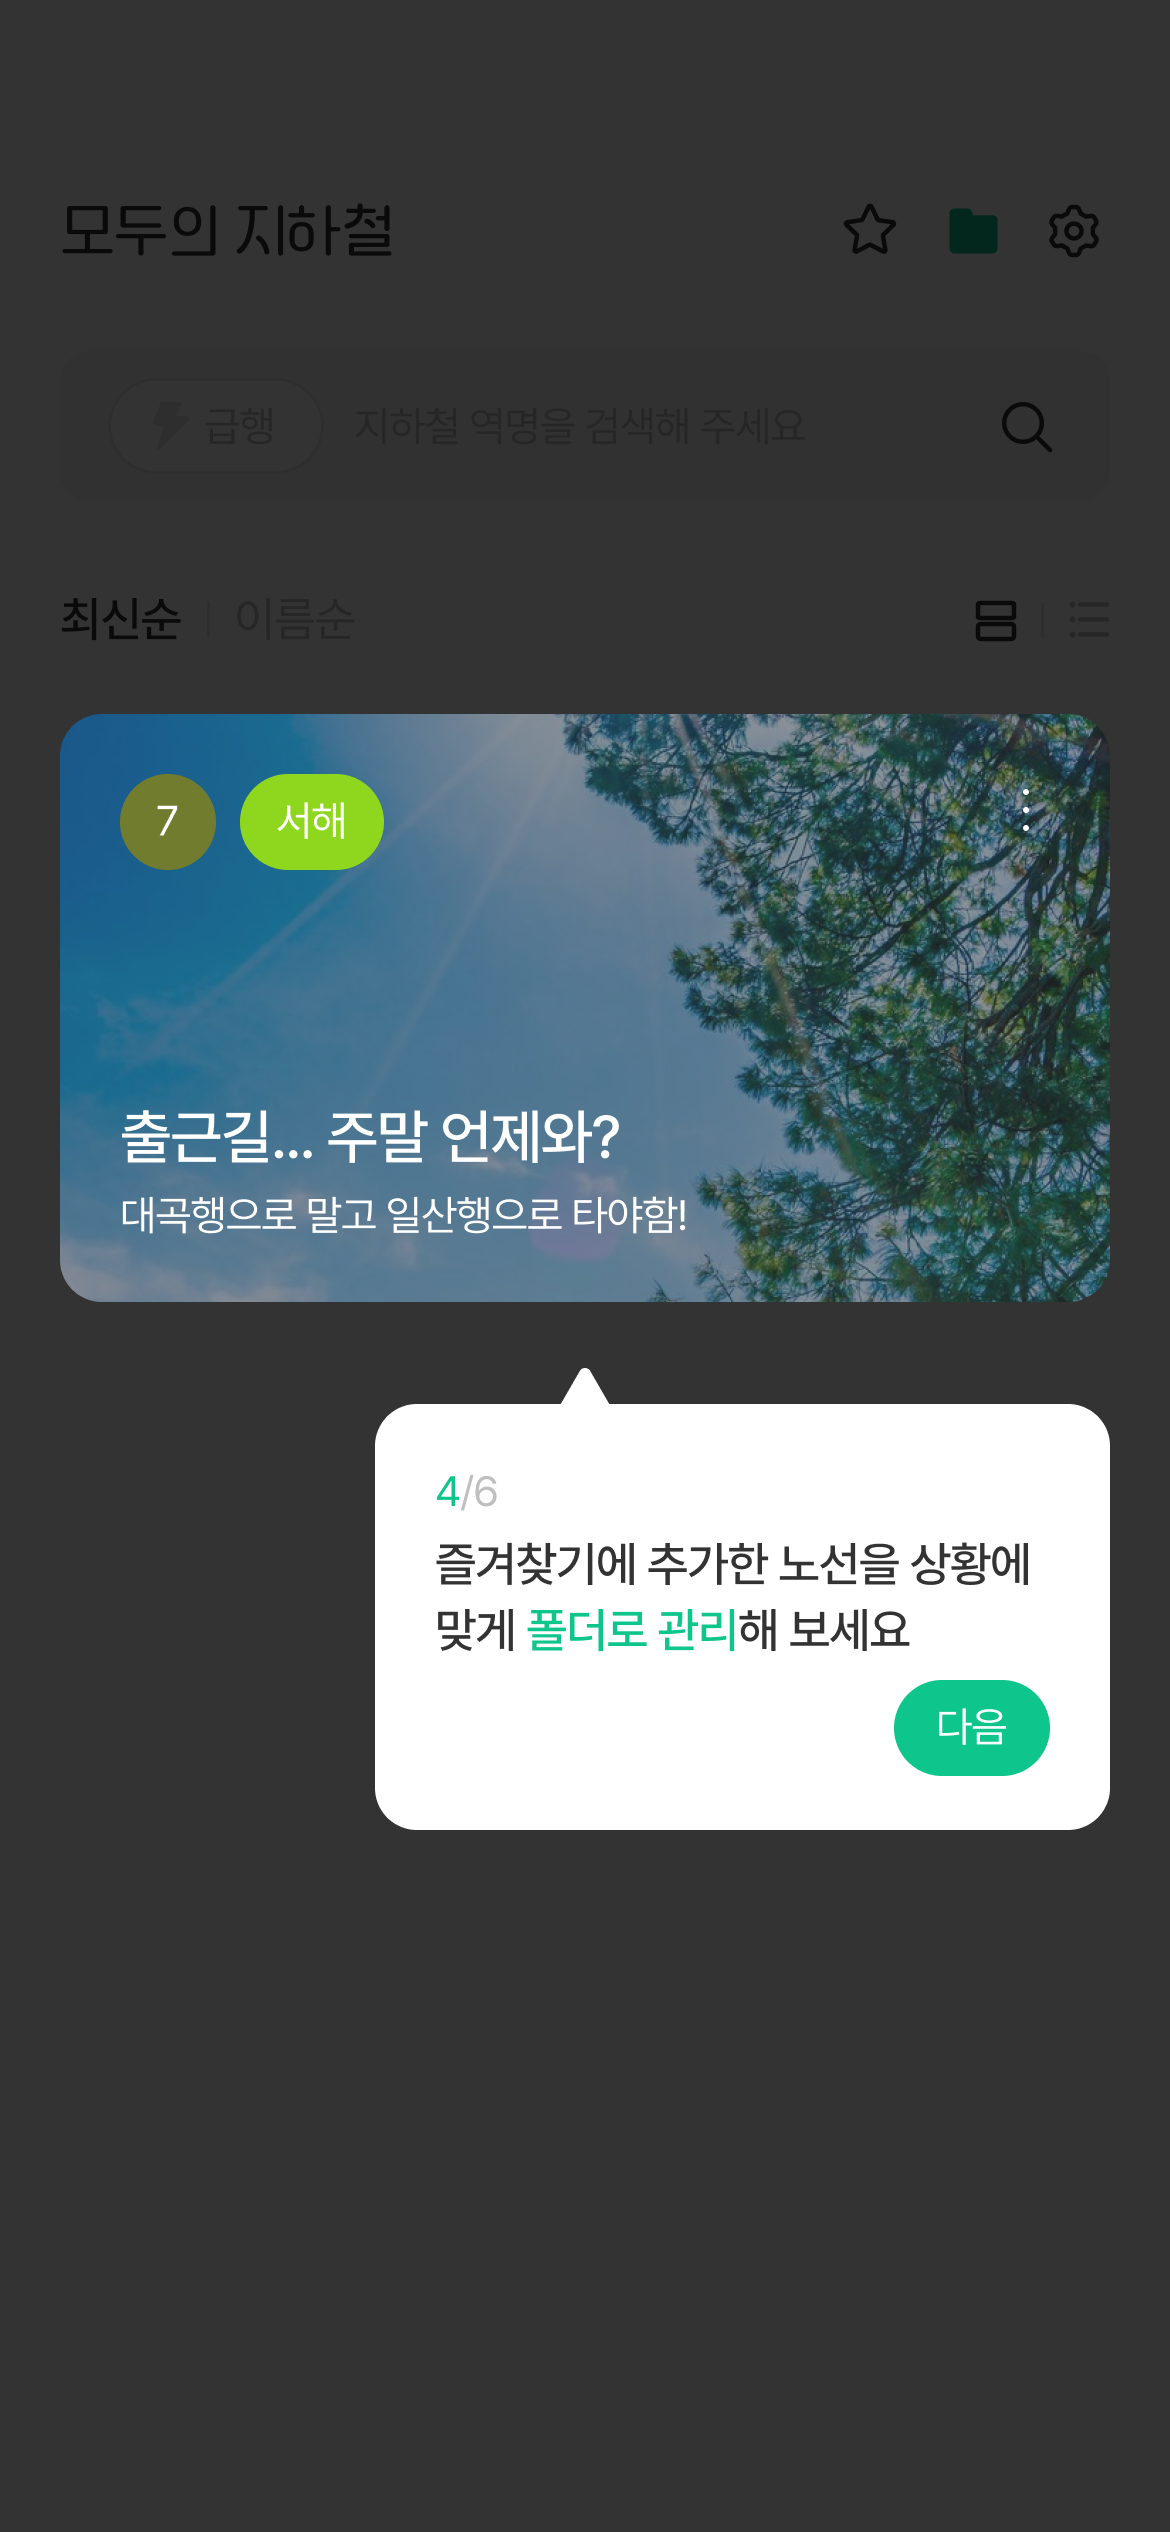 모두의 지하철
급행 지하철 역명을 검색해 주세요
최신순 | 이름순
7 서해
출근길... 주말 언제와?
대곡행으로 말고 일산행으로 타야함!
4/6
즐겨찾기에 추가한 노선을 상황에
맞게 폴더로 관리해 보세요
다음